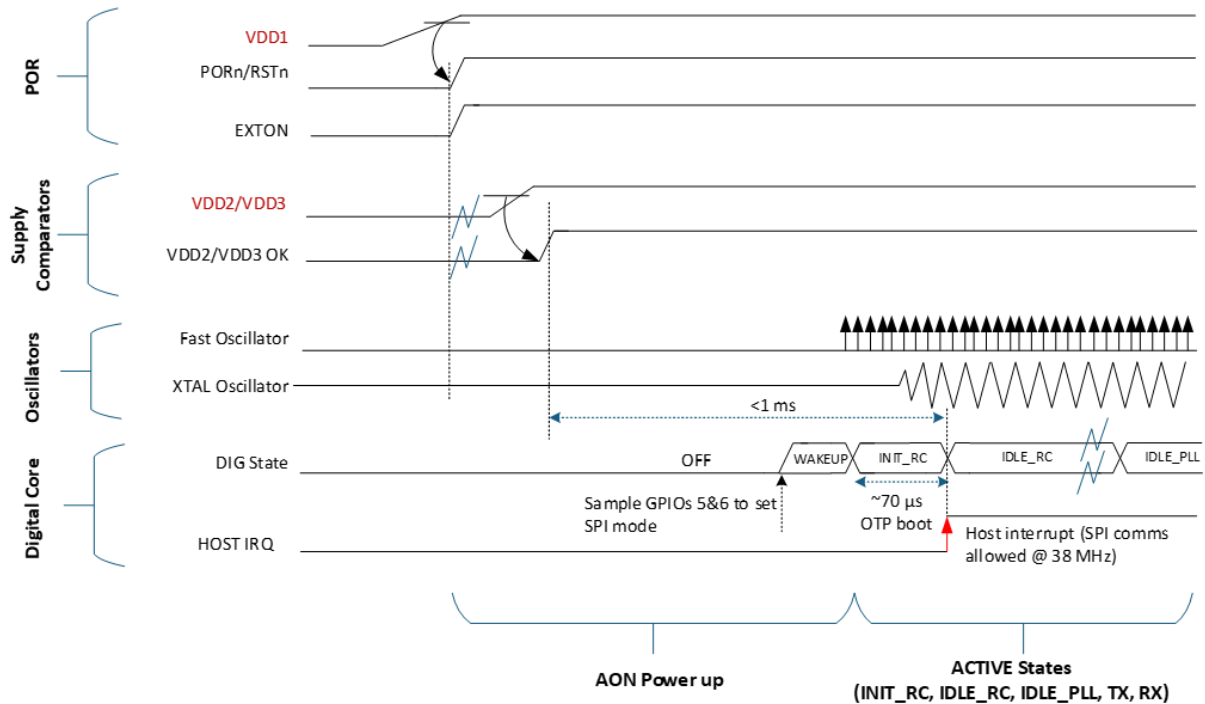 POR
VDD1
PORn/RSTn
EXTON
Supply
Comparators
VDD2/VDD3
VDD2/VDD3 OK
Oscillators
Fast Oscillator
XTAL Oscillator
<1 ms
Digital Core
DIG State
OFF
WAKEUP
INIT_RC
IDLE_RC
IDLE_PLL
Sample GPIOs 5&6 to set
SPI mode
~70 µs
OTP boot
HOST IRQ
Host interrupt (SPI comms
allowed @ 38 MHz)
AON Power up
ACTIVE States
(INIT_RC, IDLE_RC, IDLE_PLL, TX, RX)